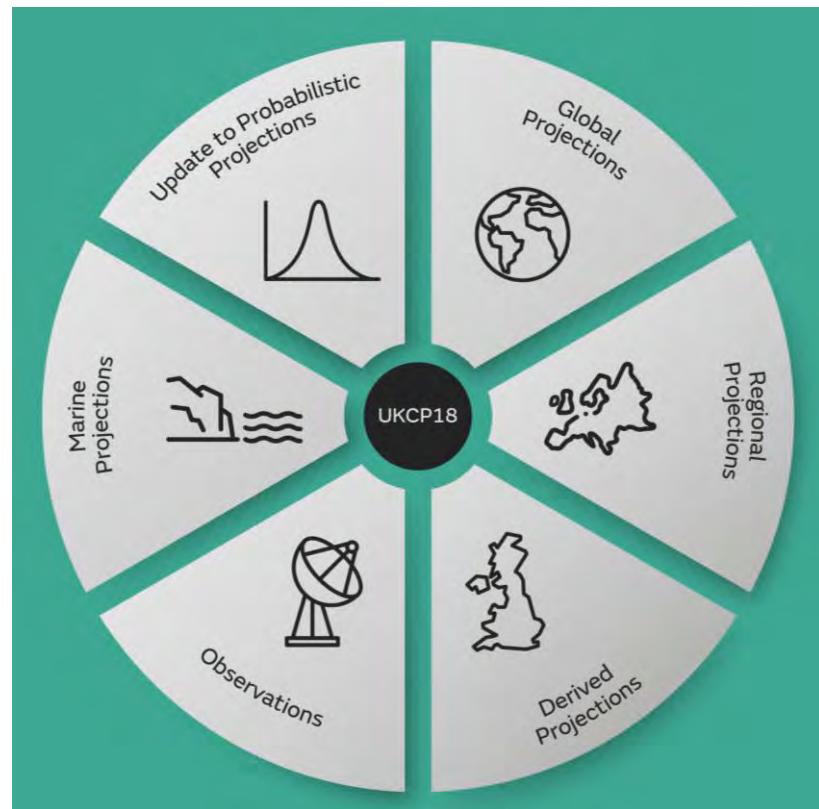 Update to Probabilistic
Projections
Global
Projections
Marine
Projections
UKCP18
Regional
Projections
Observations
Derived
Projections